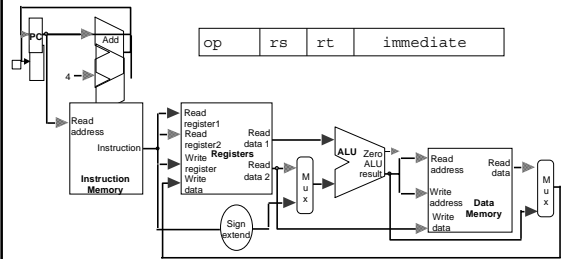 PC
Add
4
op rs rt immediate
Read
address
Instruction
Instruction
Memory
Read
register1
Read
register2
Write
register
Write
data
Registers
Read
data 1
Read
data 2
Sign
extend
M
u
x
ALU
Zero
ALU
result
Read
address
Write
address
Write
data
Read
data
Data
Memory
M
u
x